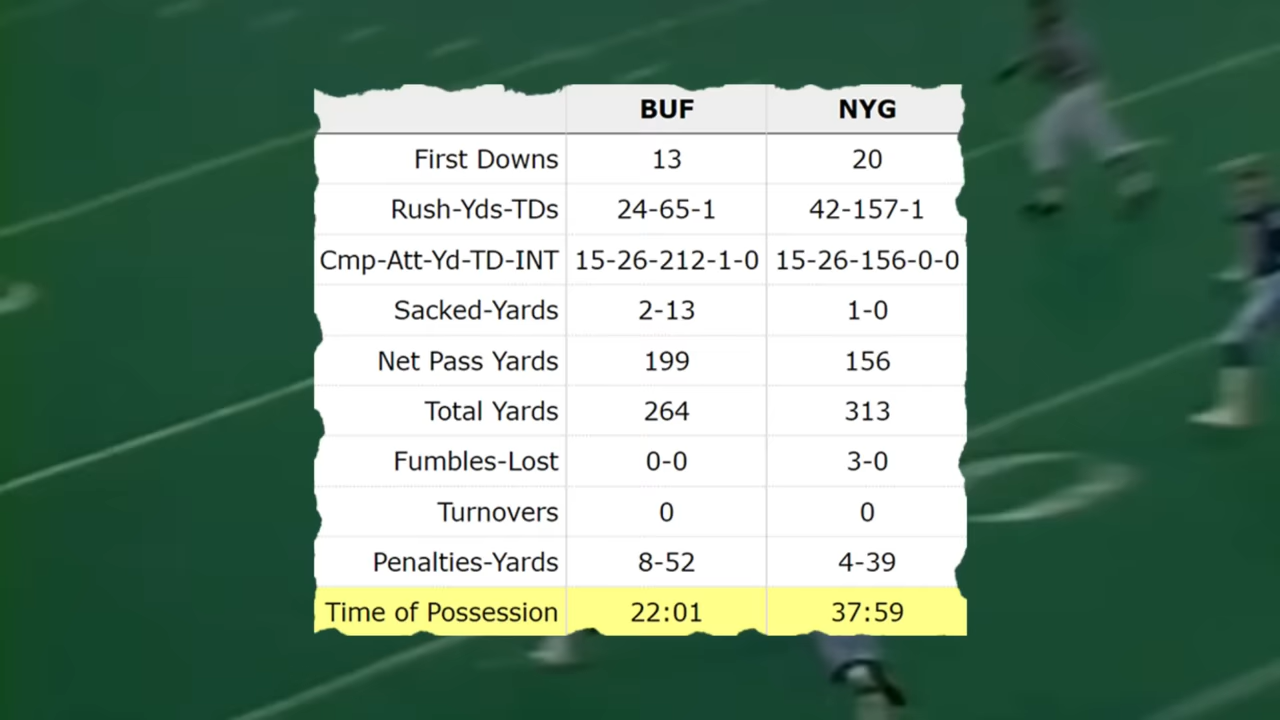 BUF NYG
First Downs 13 20
Rush-Yds-TDs 24-65-1 42-157-1
Cmp-Att-Yd-TD-INT 15-26-212-1-0 15-26-156-0-0
Sacked-Yards 2-13 1-0
Net Pass Yards 199 156
Total Yards 264 313
Fumbles-Lost 0-0 3-0
Turnovers 0 0
Penalties-Yards 8-52 4-39
Time of Possession 22:01 37:59